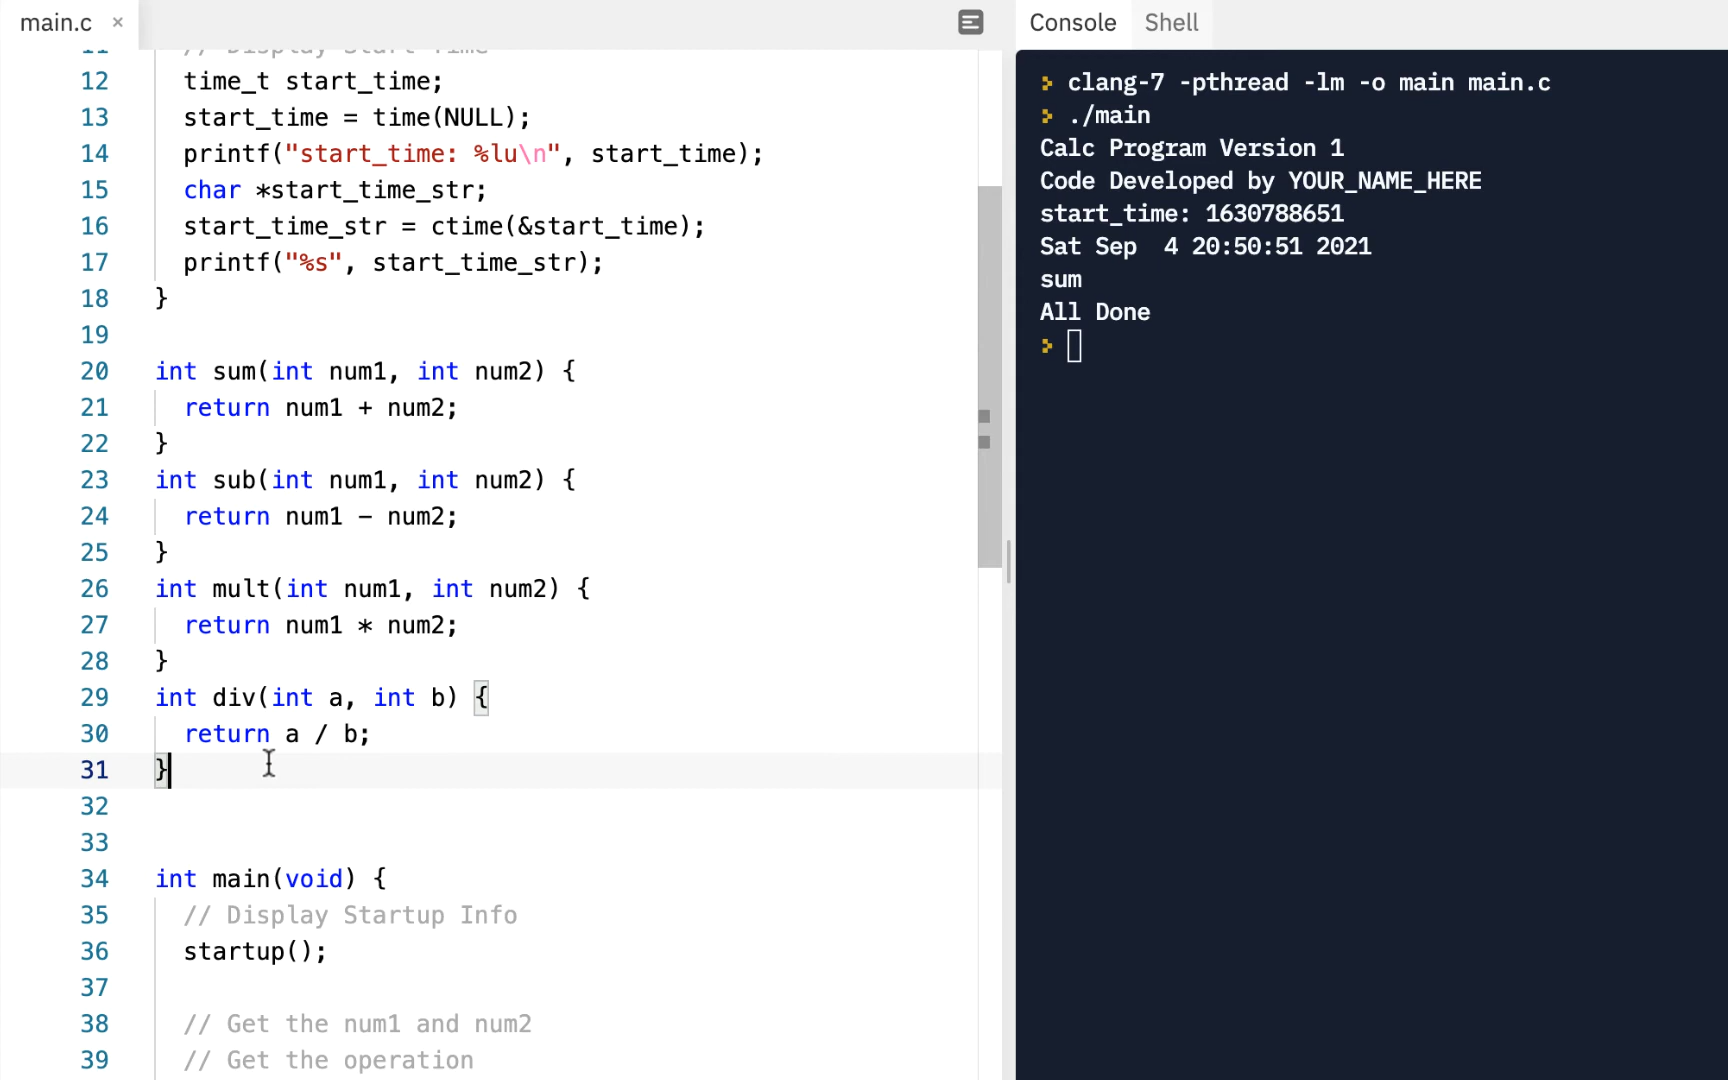 main.c ×
Console Shell
11 // Display Start Time
12 time_t start_time;
13 start_time = time(NULL);
14 printf("start_time: %lu\n", start_time);
15 char *start_time_str;
16 start_time_str = ctime(&start_time);
17 printf("%s", start_time_str);
18 }
19
20 int sum(int num1, int num2) {
21 return num1 + num2;
22 }
23 int sub(int num1, int num2) {
24 return num1 - num2;
25 }
26 int mult(int num1, int num2) {
27 return num1 * num2;
28 }
29 int div(int a, int b) {
30 return a / b;
31 }
32
33
34 int main(void) {
35 // Display Startup Info
36 startup();
37
38 // Get the num1 and num2
39 // Get the operation
clang-7 -pthread -lm -o main main.c
./main
Calc Program Version 1
Code Developed by YOUR_NAME_HERE
start_time: 1630788651
Sat Sep  4 20:50:51 2021
sum
All Done